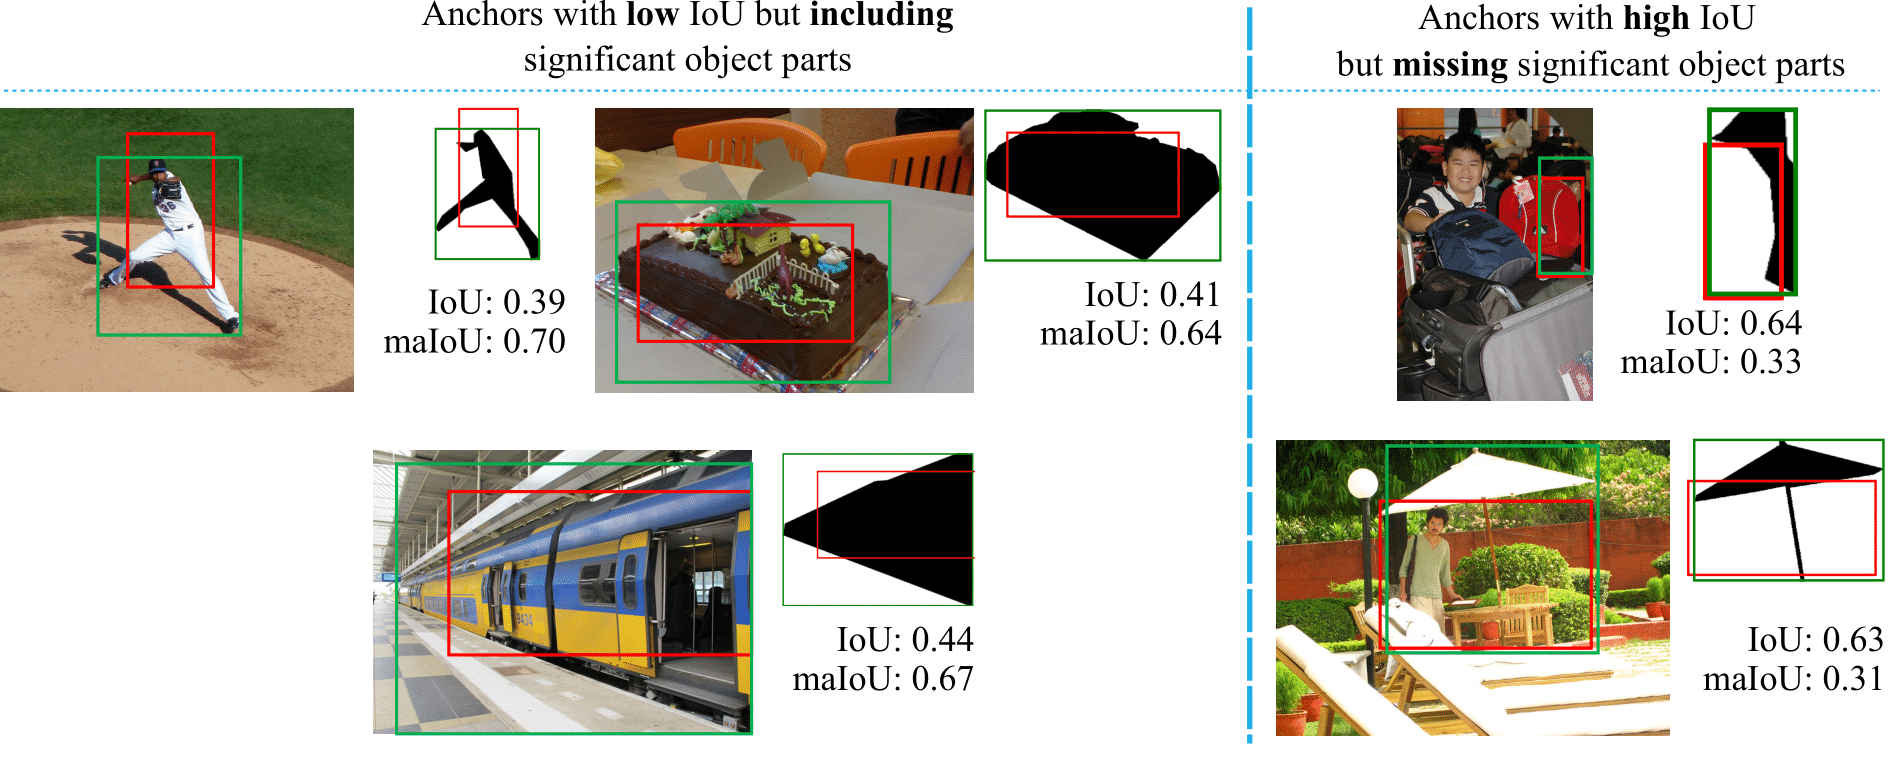 Anchors with low IoU but including
significant object parts
Anchors with high IoU
but missing significant object parts
IoU: 0.39
maIoU: 0.70
IoU: 0.41
maIoU: 0.64
IoU: 0.64
maIoU: 0.33
36
9434
IoU: 0.44
maIoU: 0.67
IoU: 0.63
maIoU: 0.31